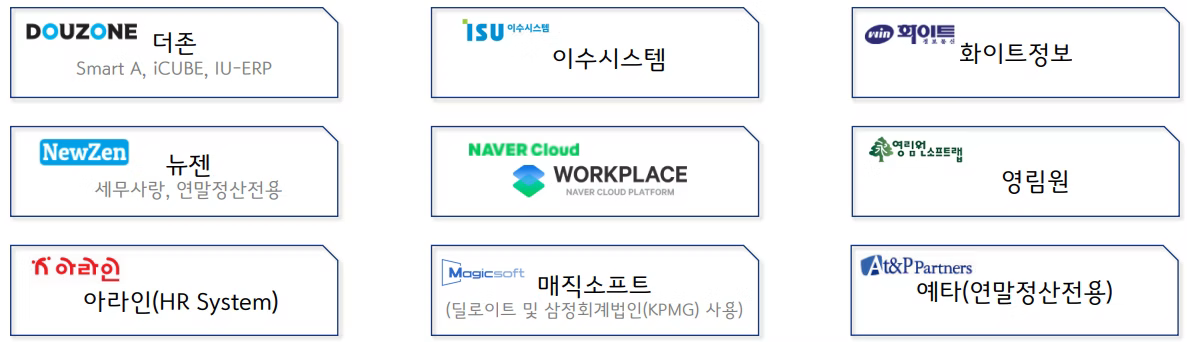 DOUZONE 더존
Smart A, iCUBE, IU-ERP
ISU 이수시스템
이수시스템
win 화이트정보통신
화이트정보
NewZen 뉴젠
세무사랑, 연말정산전용
NAVER Cloud
WORKPLACE
NAVER CLOUD PLATFORM
영림원소프트랩
영림원
아라인
아라인(HR System)
Magicsoft 매직소프트
(딜로이트 및 삼정회계법인(KPMG) 사용)
At&P Partners
예타(연말정산전용)